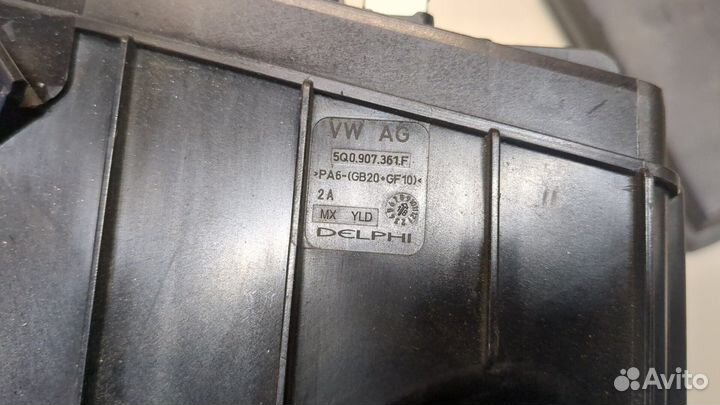 VW AG
5Q0.907.361.F
>PA6-(GB20+GF10)<
2A
MX YLD
DELPHI
Avito